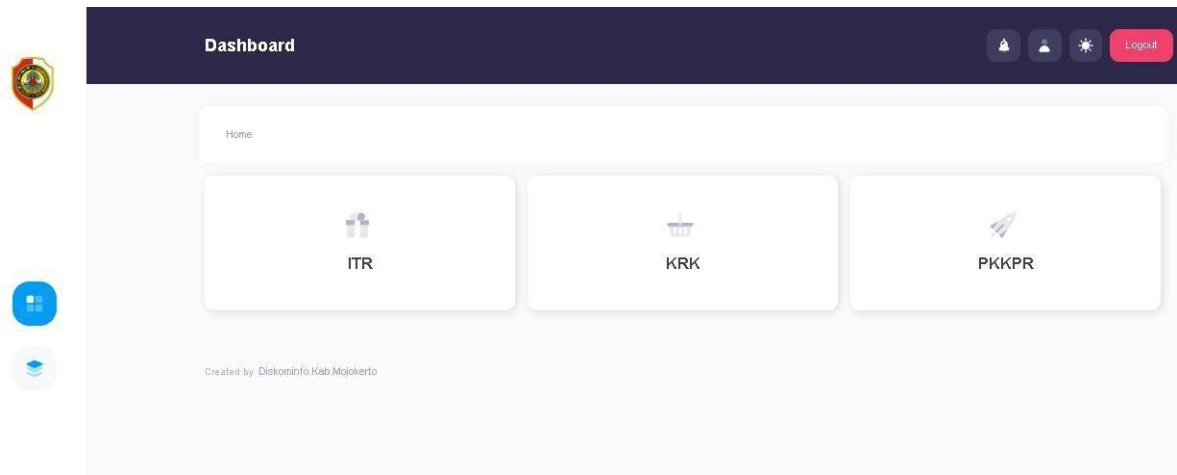 Dashboard
Logout
Home
ITR
KRK
PKKPR
Created by Diskominfo Kab.Mojokerto